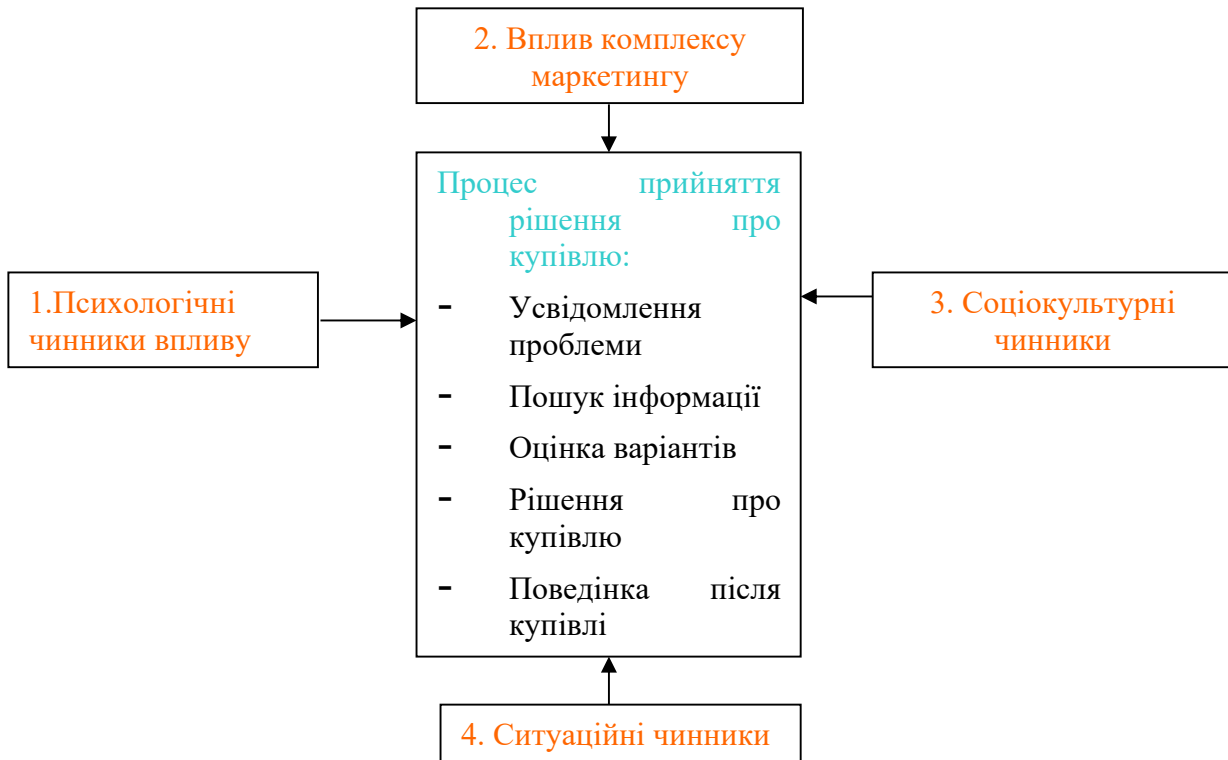 2. Вплив комплексу
маркетингу
Процес прийняття
рішення про
купівлю:
- Усвідомлення
проблеми
- Пошук інформації
- Оцінка варіантів
- Рішення про
купівлю
- Поведінка після
купівлі
1.Психологічні
чинники впливу
3. Соціокультурні
чинники
4. Ситуаційні чинники